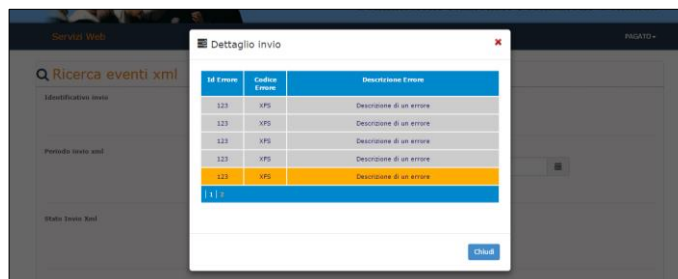 Servizi Web
PAGATO
Dettaglio invio
Ricerca eventi xml
Identificativo invio
Periodo invio xml
Stato Invio Xml
Id Errore Codice Errore Descrizione Errore
123 XFS Descrizione di un errore
123 XFS Descrizione di un errore
123 XFS Descrizione di un errore
123 XFS Descrizione di un errore
123 XFS Descrizione di un errore
1 2
Chiudi